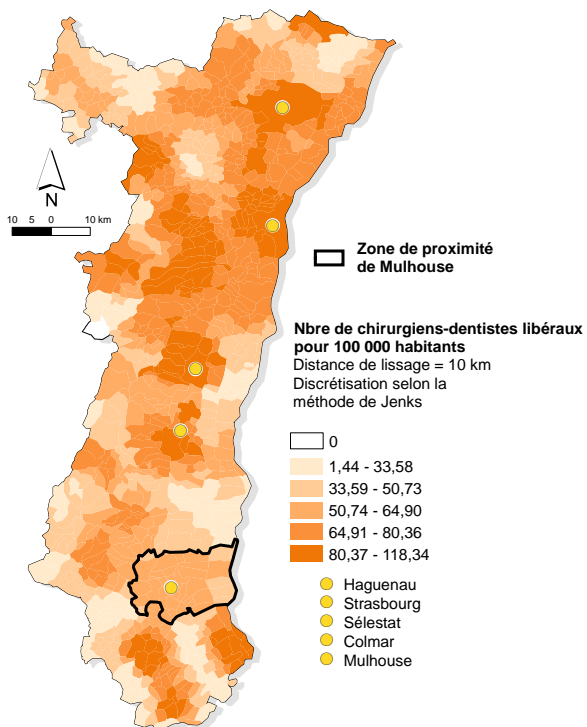 N
10 5 0 10 km
Zone de proximité
de Mulhouse
Nbre de chirurgiens-dentistes libéraux
pour 100 000 habitants
Distance de lissage = 10 km
Discrétisation selon la
méthode de Jenks
0
1,44 - 33,58
33,59 - 50,73
50,74 - 64,90
64,91 - 80,36
80,37 - 118,34
Haguenau
Strasbourg
Sélestat
Colmar
Mulhouse